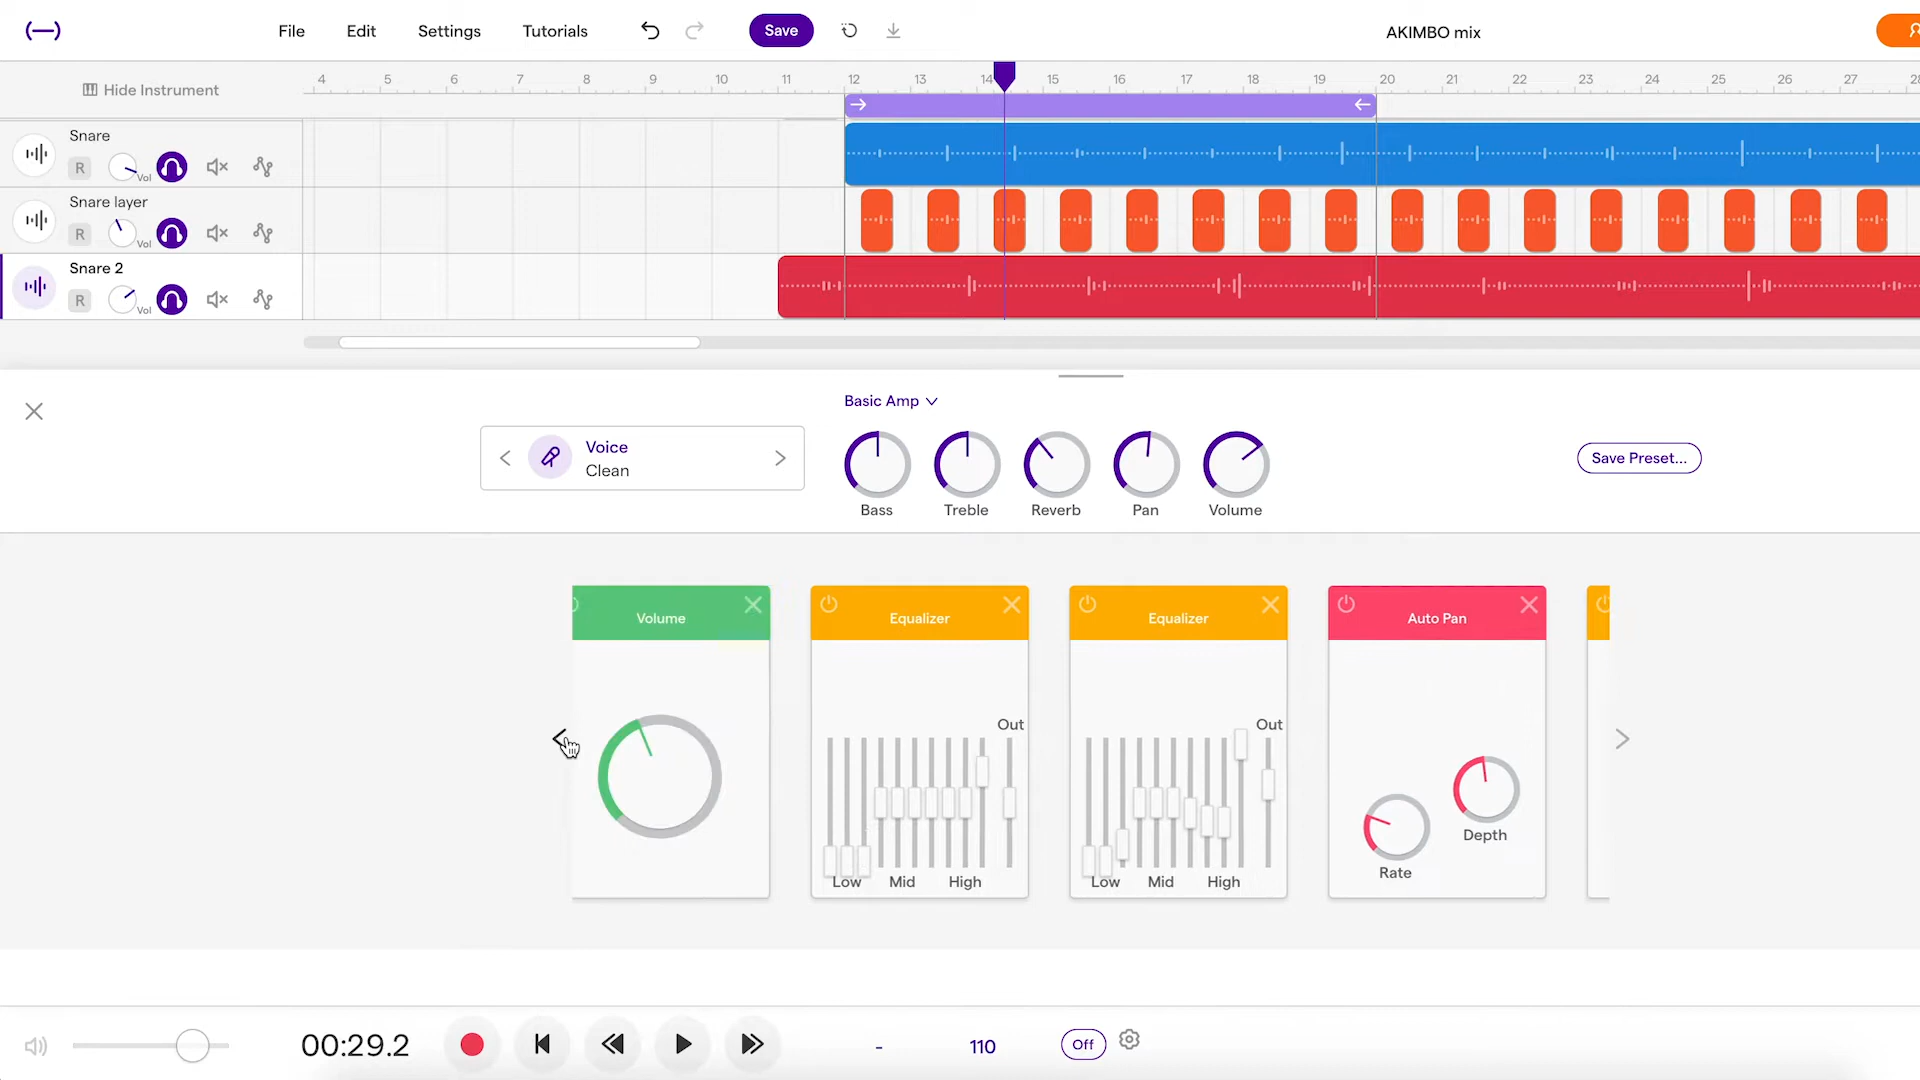 File Edit Settings Tutorials Save AKIMBO mix
Hide Instrument 4 5 6 7 8 9 10 11 12 13 14 15 16 17 18 19 20 21 22 23 24 25 26 27 28
Snare
R Vol
Snare layer
R Vol
Snare 2
R Vol
Basic Amp
Voice
Clean
Save Preset...
Bass Treble Reverb Pan Volume
Volume Equalizer Equalizer Auto Pan
Out Out
Depth
Rate
Low Mid High Low Mid High
00:29.2 - 110 Off